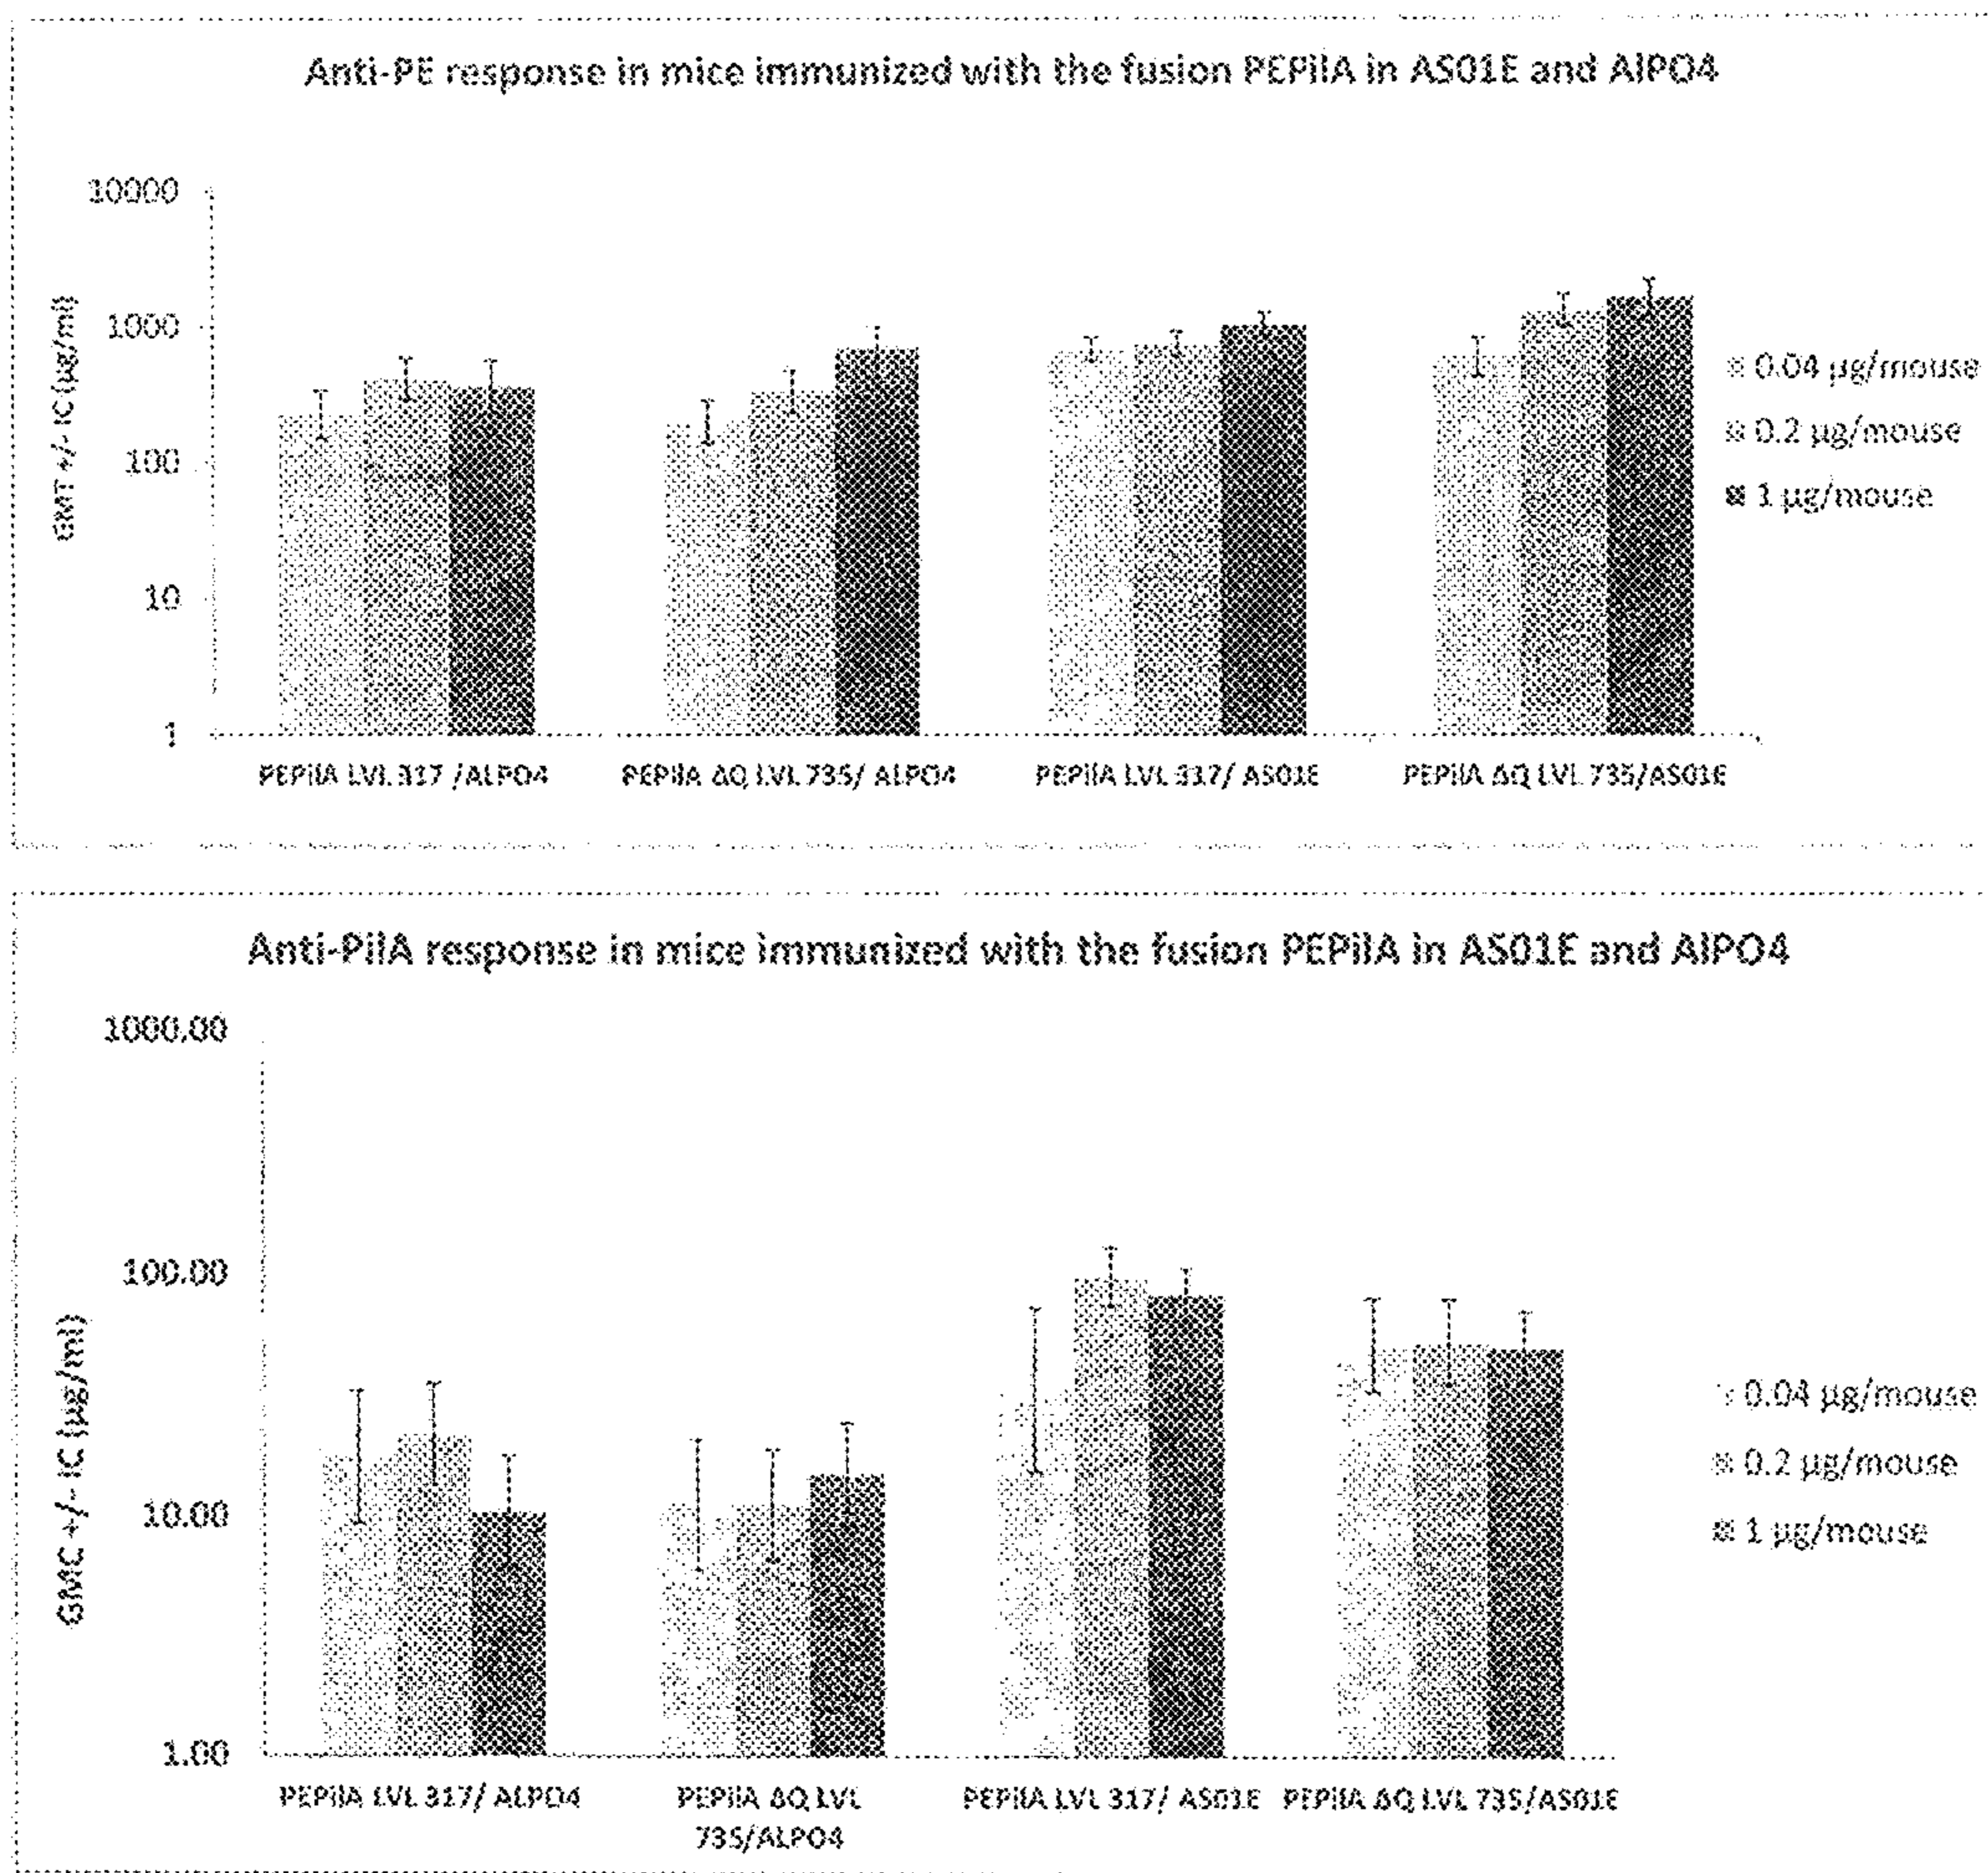 Anti-PE response in mice immunized with the fusion PEPilA in AS01E and AlPO4
10000
1000
100
10
1
GMT +/- IC (µg/ml)
PEPilA LVL 317 /ALPO4
PEPilA ΔQ LVL 735/ ALPO4
PEPilA LVL 317/ AS01E
PEPilA ΔQ LVL 735/AS01E
0.04 µg/mouse
0.2 µg/mouse
1 µg/mouse
Anti-PilA response in mice immunized with the fusion PEPilA in AS01E and AlPO4
1000.00
100.00
10.00
1.00
GMC +/- IC (µg/ml)
PEPilA LVL 317/ ALPO4
PEPilA ΔQ LVL
735/ALPO4
PEPilA LVL 317/ AS01E
PEPilA ΔQ LVL 735/AS01E
0.04 µg/mouse
0.2 µg/mouse
1 µg/mouse